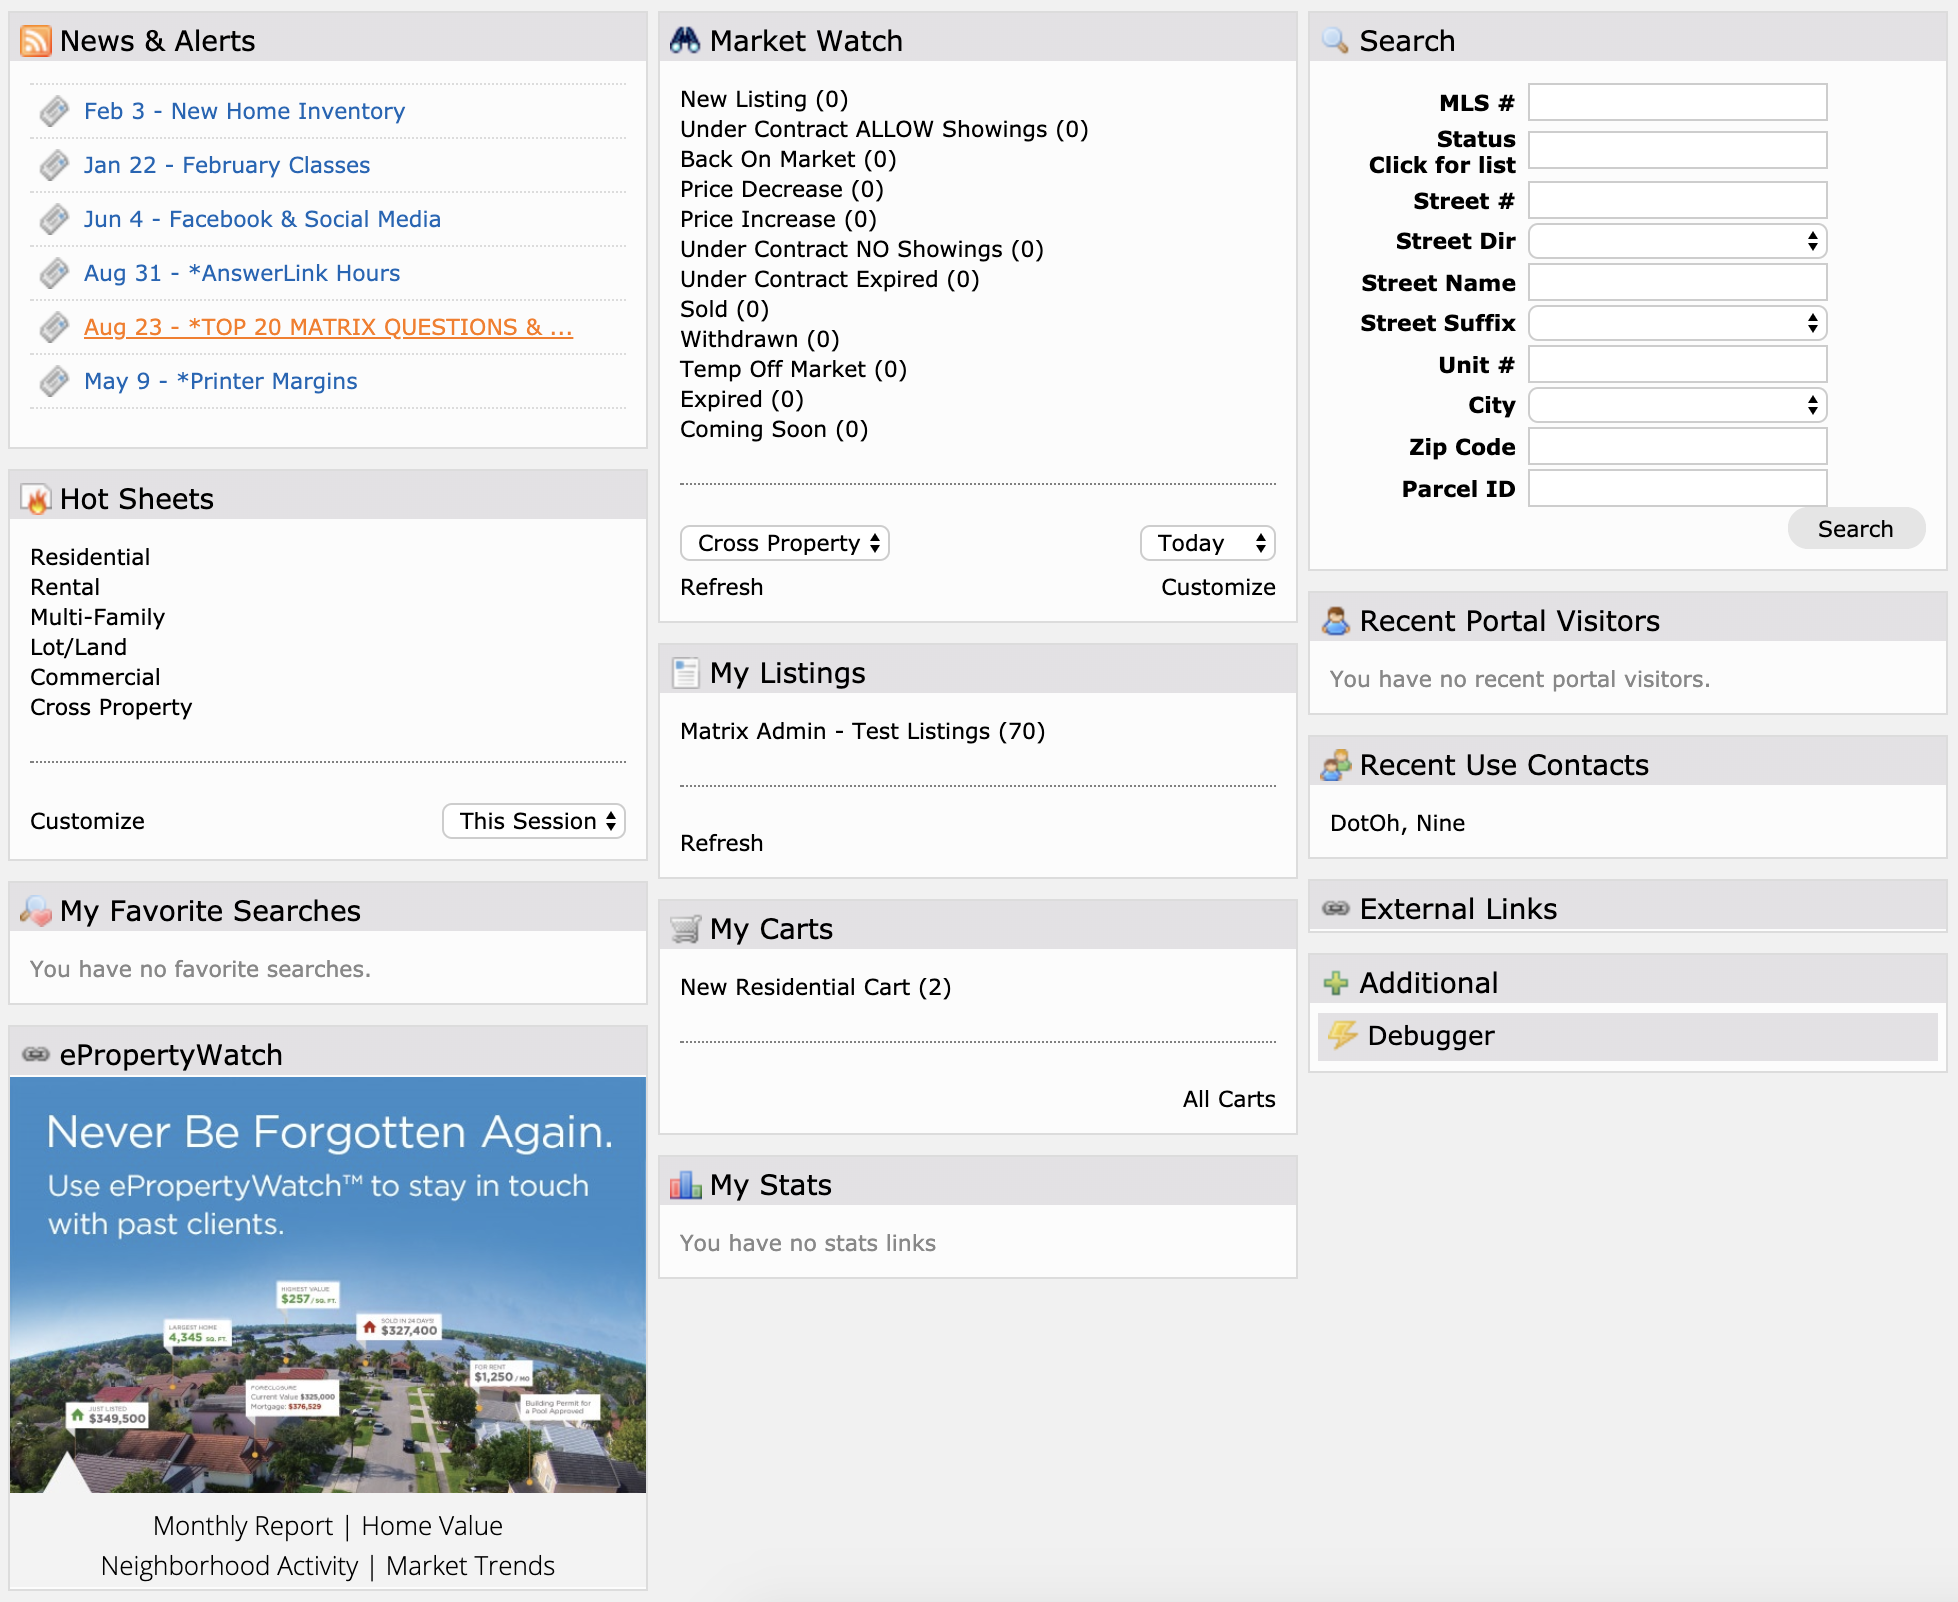 News & Alerts
Feb 3 - New Home Inventory
Jan 22 - February Classes
Jun 4 - Facebook & Social Media
Aug 31 - *AnswerLink Hours
Aug 23 - *TOP 20 MATRIX QUESTIONS & ...
May 9 - *Printer Margins
Hot Sheets
Residential
Rental
Multi-Family
Lot/Land
Commercial
Cross Property
Customize
This Session
My Favorite Searches
You have no favorite searches.
ePropertyWatch
Never Be Forgotten Again.
Use ePropertyWatch™ to stay in touch
with past clients.
HIGHEST VALUE
$257 / SQ. FT.
LARGEST HOME
4,345 SQ. FT.
SOLD IN 24 DAYS!
$327,400
FOR RENT
$1,250 / MO
FORECLOSURE
Current Value $325,000
Mortgage: $376,529
Building Permit for
a Pool Approved
JUST LISTED
$349,500
Monthly Report | Home Value
Neighborhood Activity | Market Trends
Market Watch
New Listing (0)
Under Contract ALLOW Showings (0)
Back On Market (0)
Price Decrease (0)
Price Increase (0)
Under Contract NO Showings (0)
Under Contract Expired (0)
Sold (0)
Withdrawn (0)
Temp Off Market (0)
Expired (0)
Coming Soon (0)
Cross Property
Today
Refresh
Customize
My Listings
Matrix Admin - Test Listings (70)
Refresh
My Carts
New Residential Cart (2)
All Carts
My Stats
You have no stats links
Search
MLS #
Status
Click for list
Street #
Street Dir
Street Name
Street Suffix
Unit #
City
Zip Code
Parcel ID
Search
Recent Portal Visitors
You have no recent portal visitors.
Recent Use Contacts
DotOh, Nine
External Links
Additional
Debugger